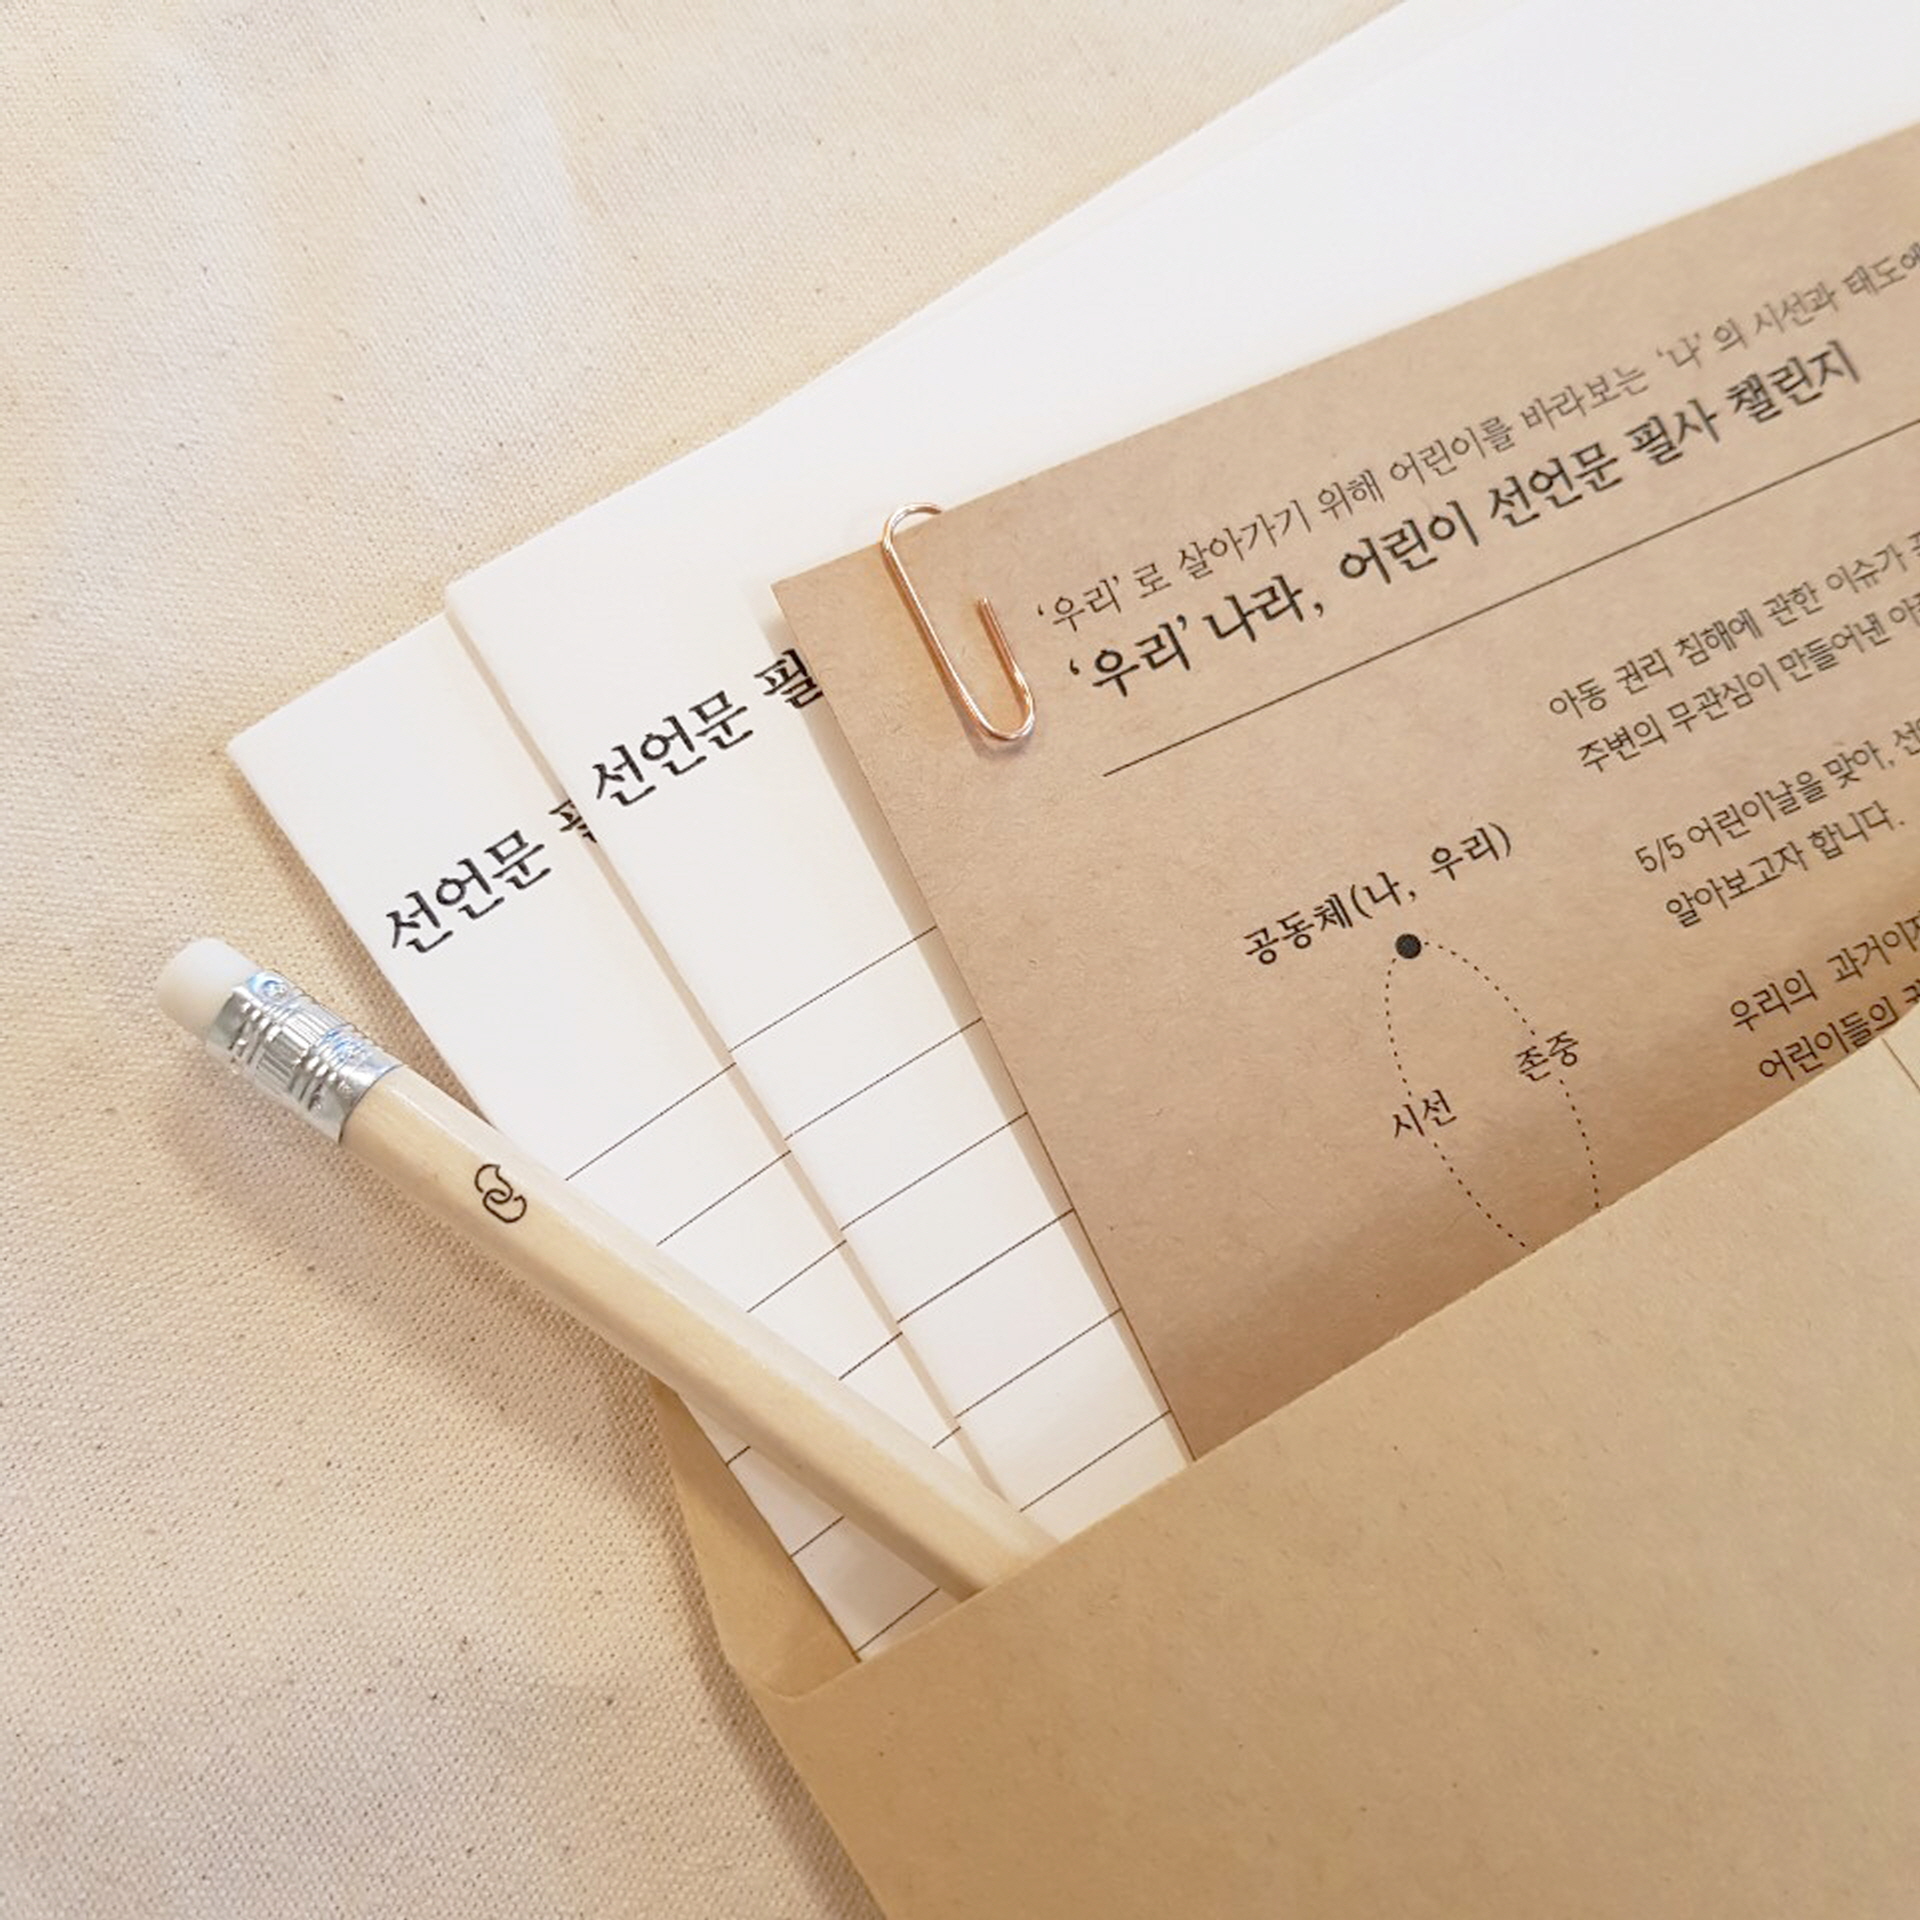 선언문
선언문 필
'우리'로 살아가기 위해 어린이를 바라보는 '나'의 시선과 태도에
'우리'나라, 어린이 선언문 필사 챌린지
아동 권리 침해에 관한 이슈가
주변의 무관심이 만들어낸
5/5 어린이날을 맞아,
알아보고자 합니다.
우리의 과거이자
어린이들의
공동체(나, 우리)
존중
시선